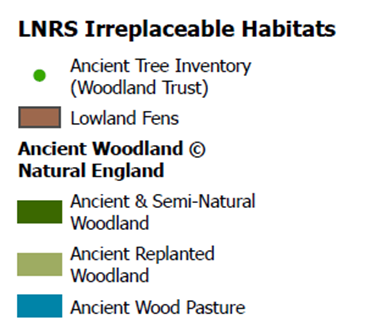 LNRS Irreplaceable Habitats
Ancient Tree Inventory
(Woodland Trust)
Lowland Fens
Ancient Woodland ©
Natural England
Ancient & Semi-Natural
Woodland
Ancient Replanted
Woodland
Ancient Wood Pasture